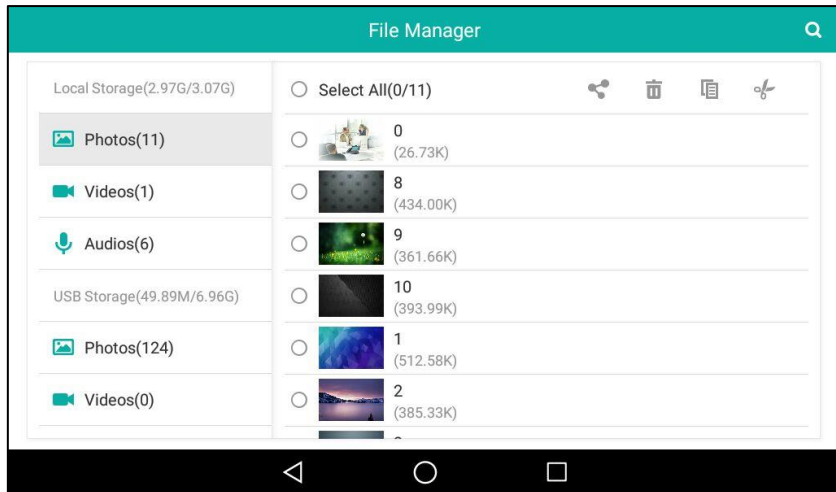 File Manager
Local Storage(2.97G/3.07G)
Photos(11)
Videos(1)
Audios(6)
USB Storage(49.89M/6.96G)
Photos(124)
Videos(0)
Select All(0/11)
0
(26.73K)
8
(434.00K)
9
(361.66K)
10
(393.99K)
1
(512.58K)
2
(385.33K)